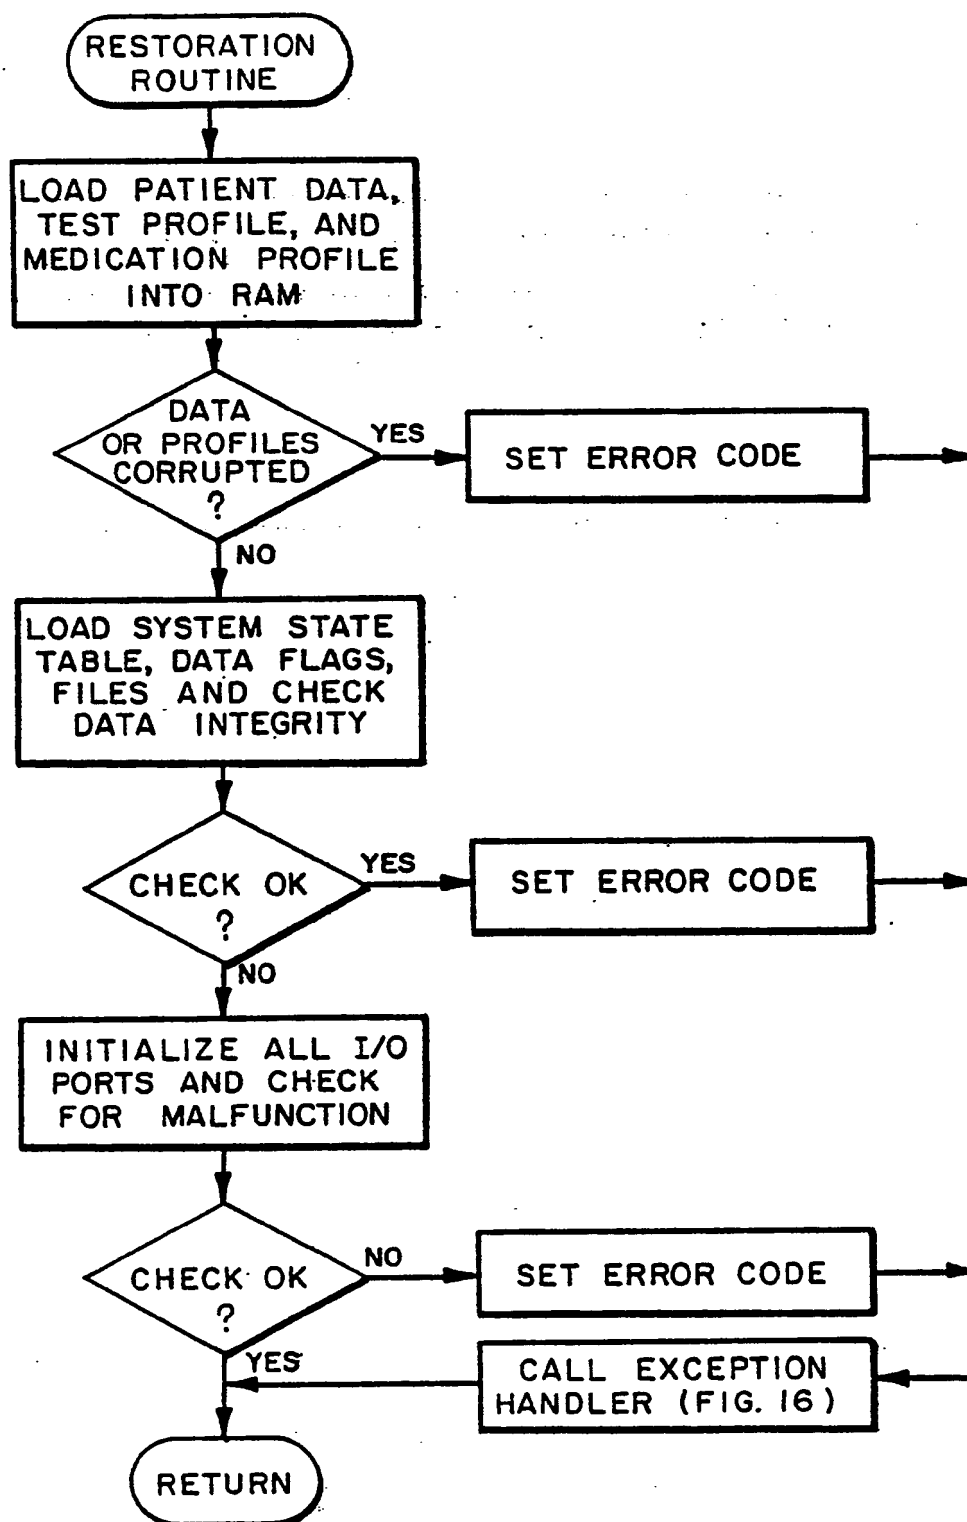 RESTORATION
ROUTINE
LOAD PATIENT DATA,
TEST PROFILE, AND
MEDICATION PROFILE
INTO RAM
DATA
OR PROFILES
CORRUPTED
?
YES
SET ERROR CODE
NO
LOAD SYSTEM STATE
TABLE, DATA FLAGS,
FILES AND CHECK
DATA INTEGRITY
CHECK OK
?
YES
SET ERROR CODE
NO
INITIALIZE ALL I/O
PORTS AND CHECK
FOR MALFUNCTION
CHECK OK
?
NO
SET ERROR CODE
YES
CALL EXCEPTION
HANDLER (FIG. 16)
RETURN